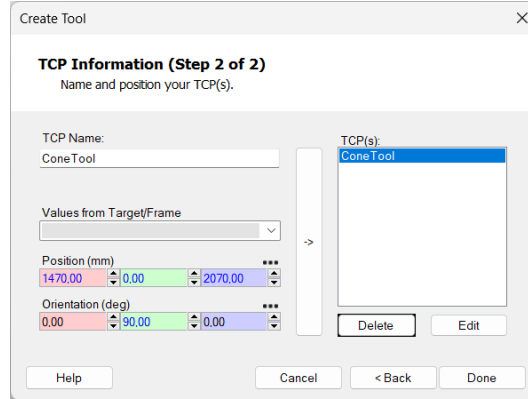 Create Tool
TCP Information (Step 2 of 2)
Name and position your TCP(s).
TCP Name:
ConeTool
Values from Target/Frame
Position (mm)
1470,00 0,00 2070,00
Orientation (deg)
0,00 90,00 0,00
->
TCP(s):
ConeTool
Delete Edit
Help Cancel < Back Done